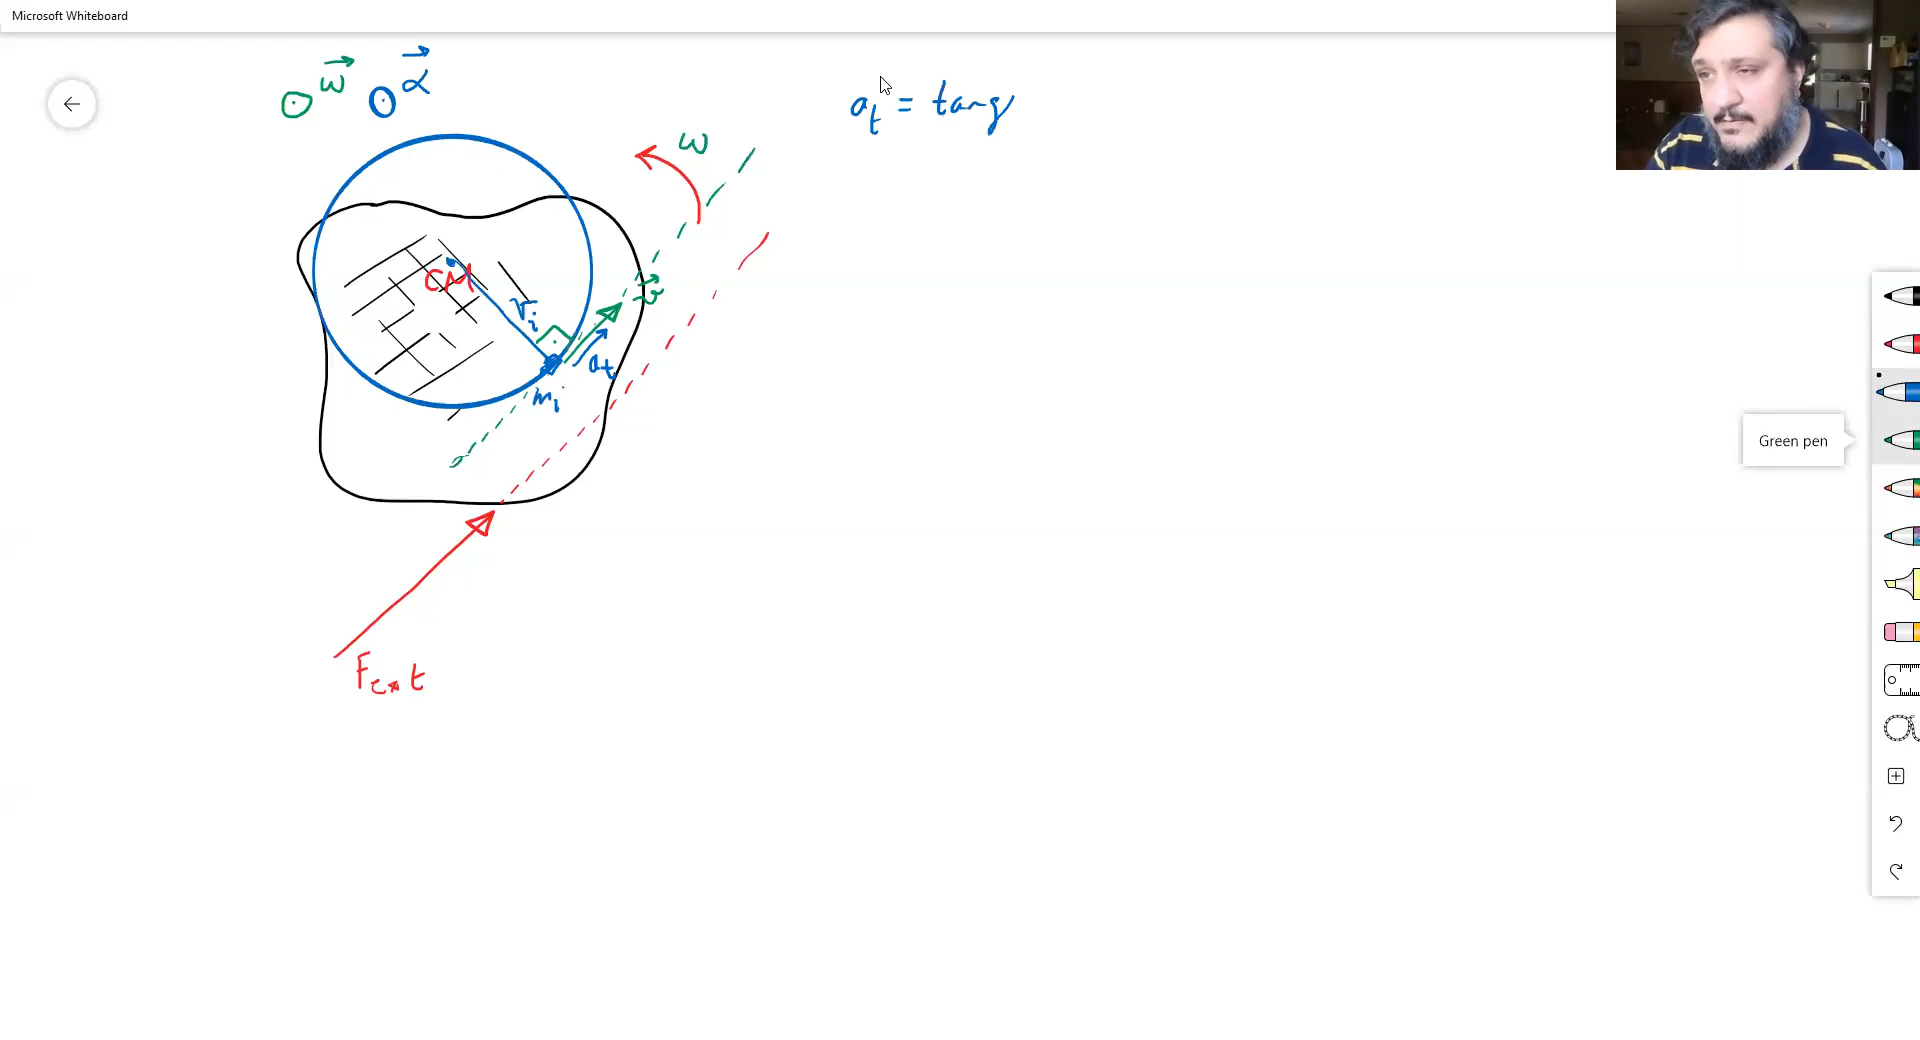 Microsoft Whiteboard
ω α
a_t = tang
ω
CM
r_i
v
a_t
m_i
Green pen
F_ext